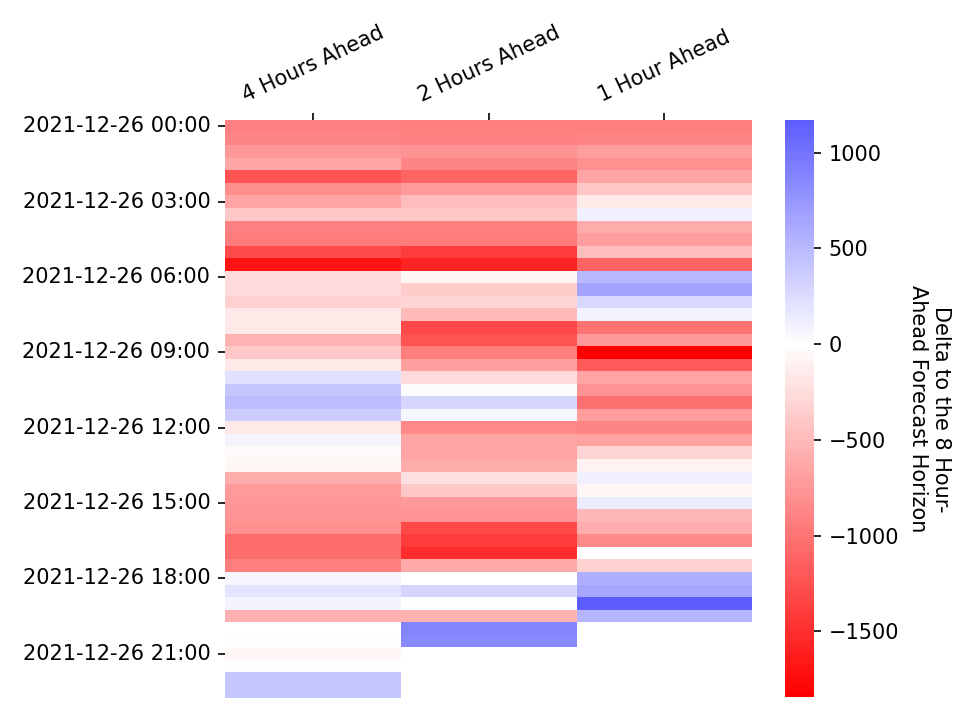 4 Hours Ahead
2 Hours Ahead
1 Hour Ahead
2021-12-26 00:00
2021-12-26 03:00
2021-12-26 06:00
2021-12-26 09:00
2021-12-26 12:00
2021-12-26 15:00
2021-12-26 18:00
2021-12-26 21:00
1000
500
0
−500
−1000
−1500
Delta to the 8 Hour-
Ahead Forecast Horizon